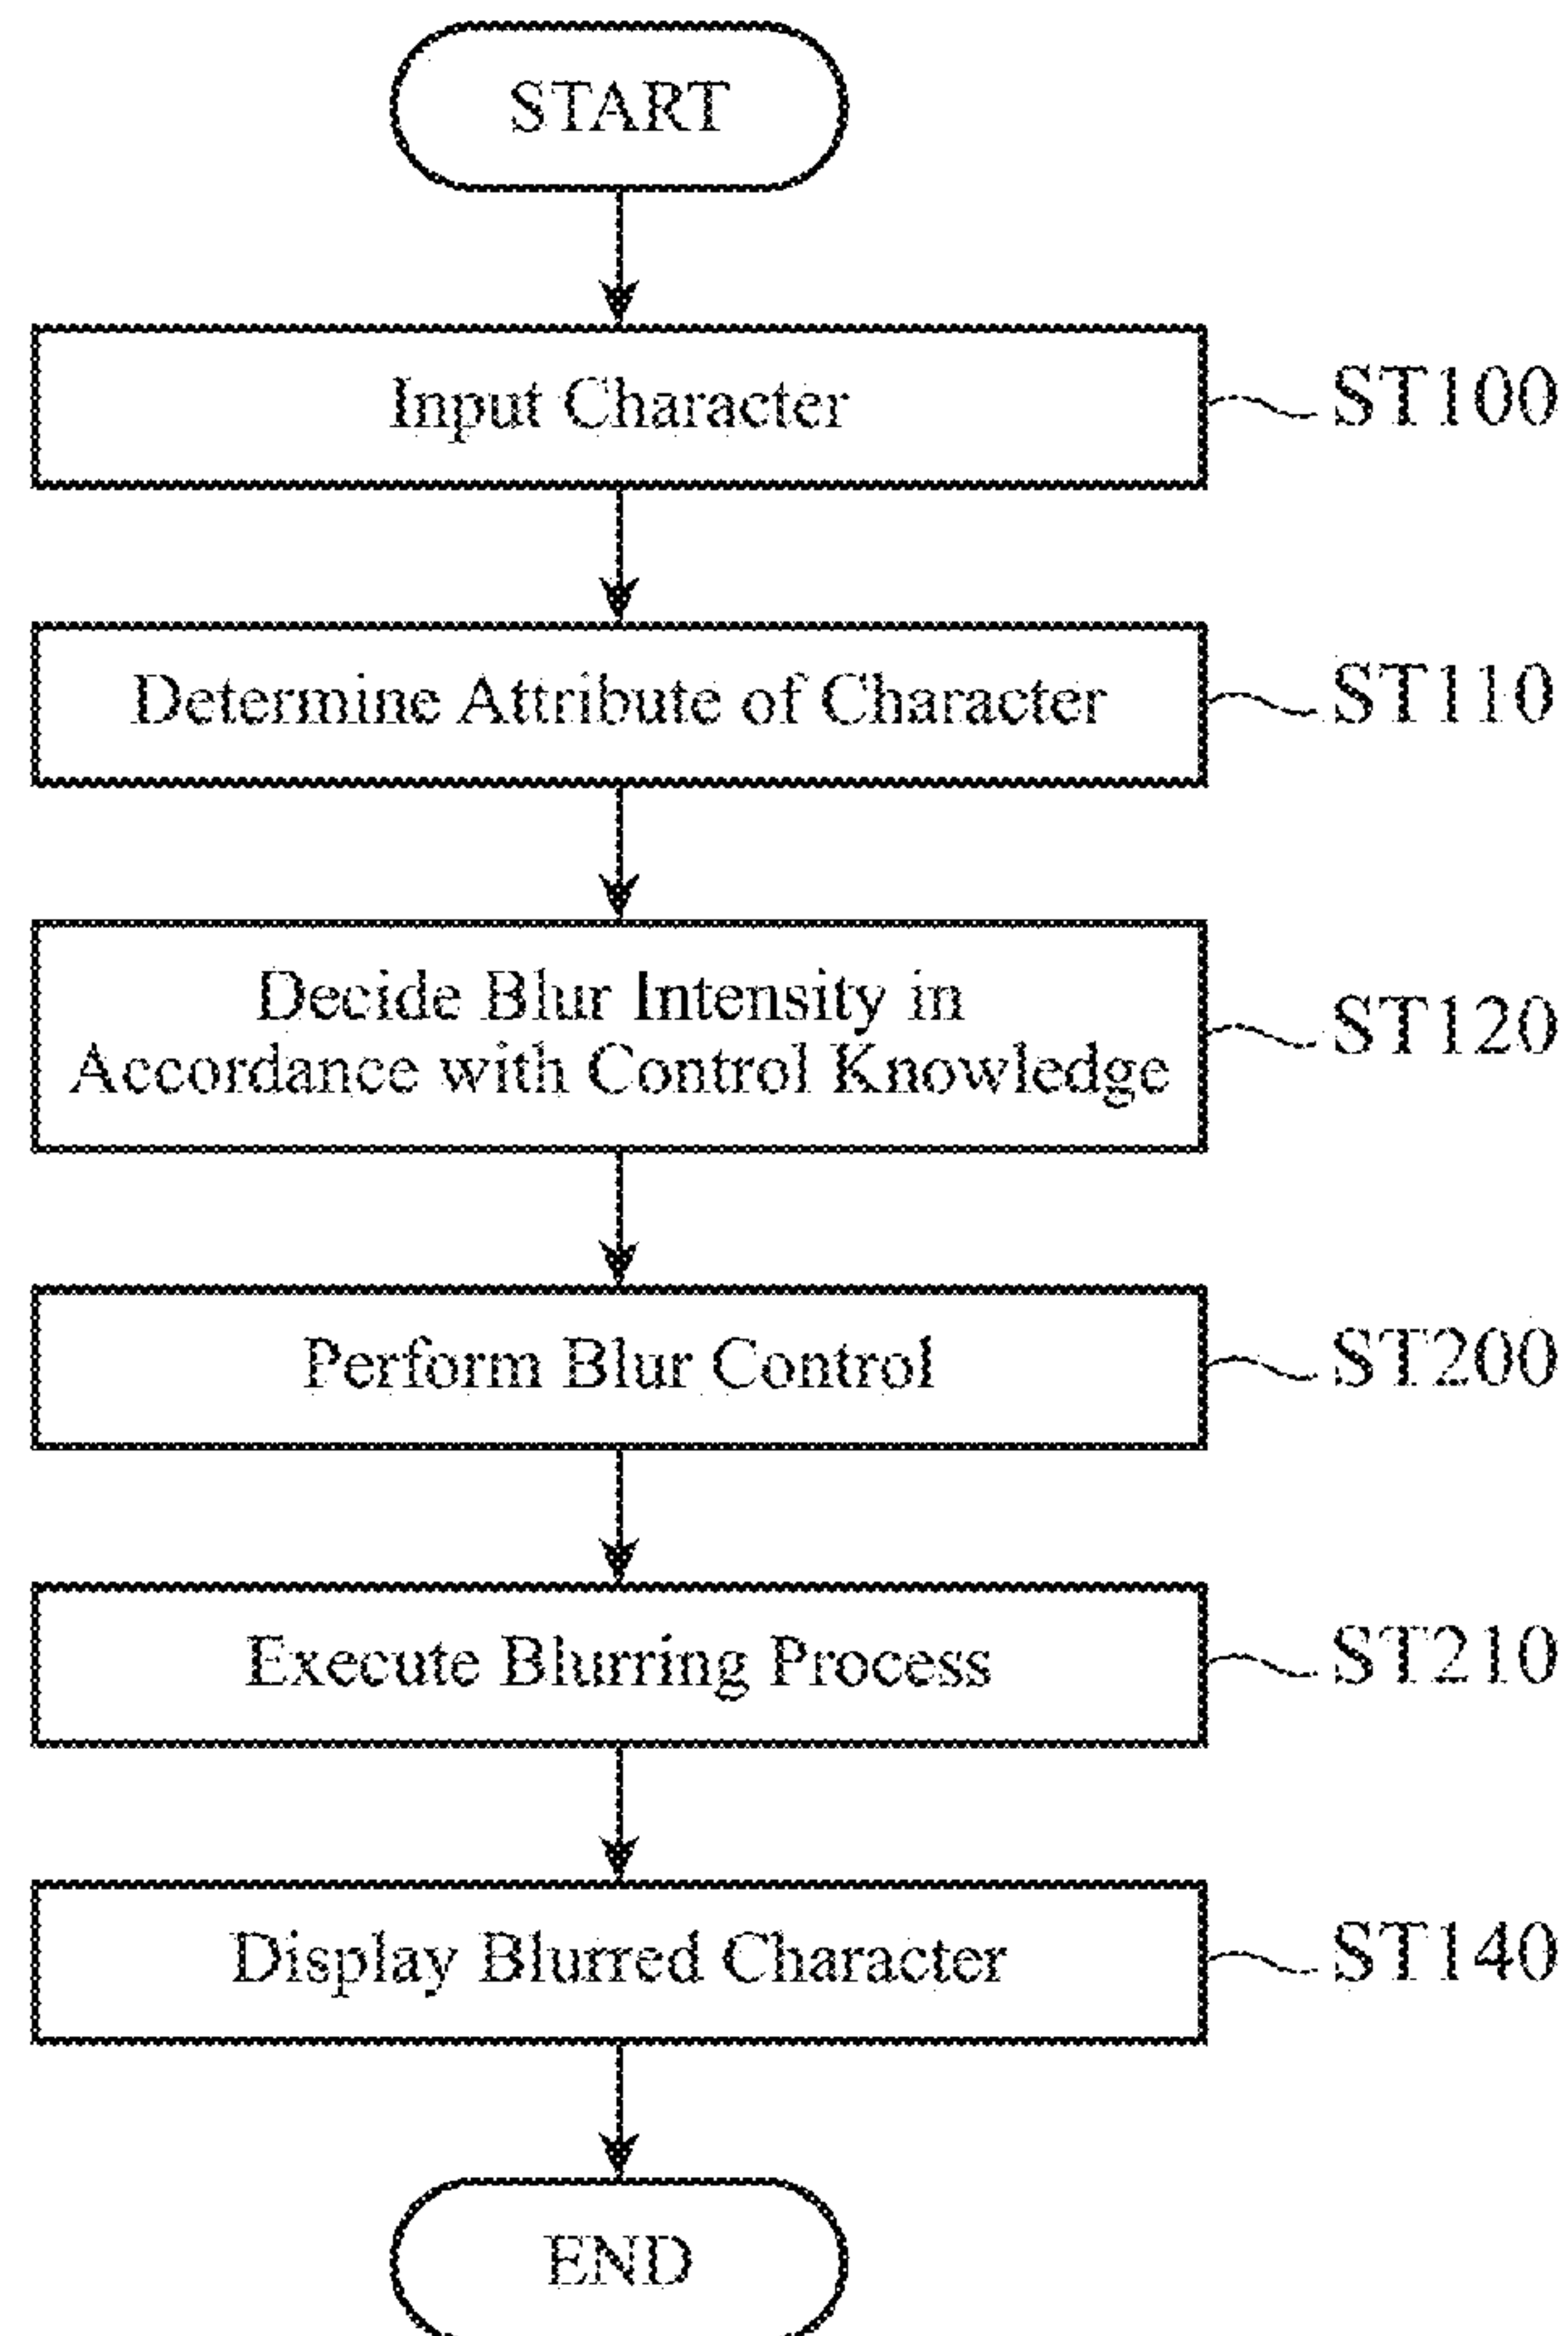 START
Input Character
ST100
Determine Attribute of Character
ST110
Decide Blur Intensity in
Accordance with Control Knowledge
ST120
Perform Blur Control
ST200
Execute Blurring Process
ST210
Display Blurred Character
ST140
END